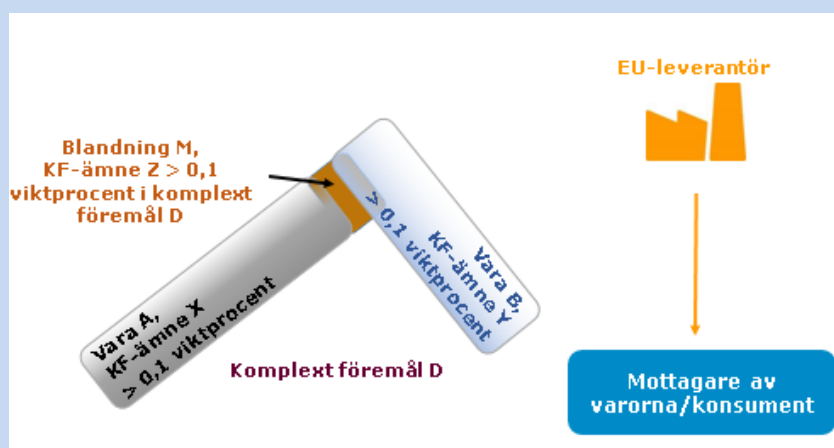 EU-leverantör
Blandning M,
KF-ämne Z > 0,1
viktprocent i komplext
föremål D
Vara A,
KF-ämne X
> 0,1 viktprocent
Vara B,
KF-ämne Y
> 0,1 viktprocent
Komplext föremål D
Mottagare av
varorna/konsument